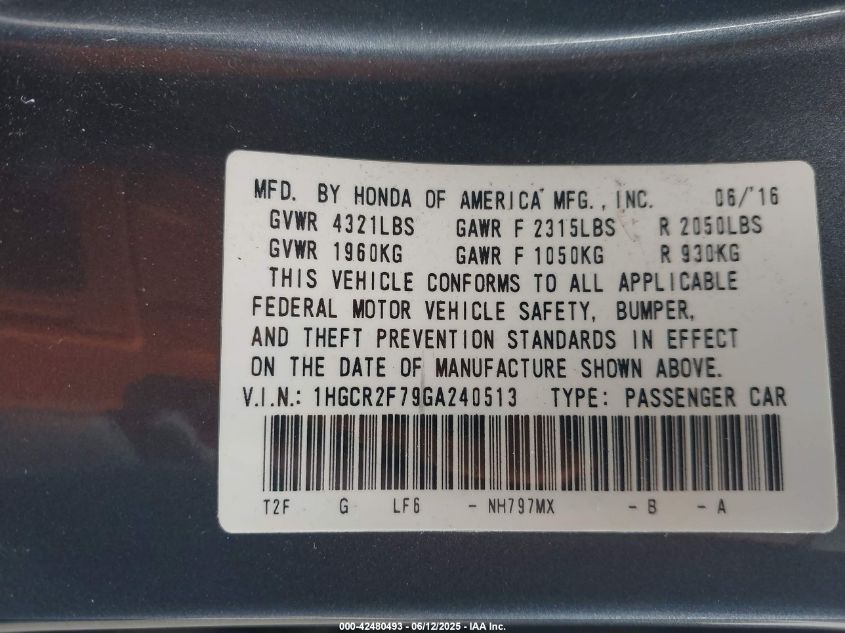 MFD. BY HONDA OF AMERICA MFG., INC. 06/'16
GVWR 4321LBS GAWR F 2315LBS R 2050LBS
GVWR 1960KG GAWR F 1050KG R 930KG
THIS VEHICLE CONFORMS TO ALL APPLICABLE
FEDERAL MOTOR VEHICLE SAFETY, BUMPER,
AND THEFT PREVENTION STANDARDS IN EFFECT
ON THE DATE OF MANUFACTURE SHOWN ABOVE.
V.I.N.: 1HGCR2F79GA240513 TYPE: PASSENGER CAR
T2F G LF6 - NH797MX - B - A
000-42480493 - 06/12/2025 - IAA Inc.